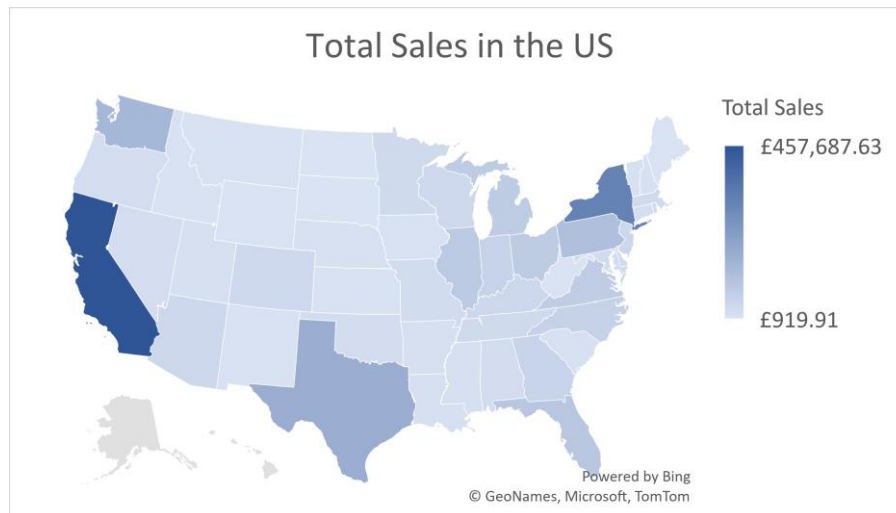 Total Sales in the US
Total Sales
£457,687.63
£919.91
Powered by Bing
© GeoNames, Microsoft, TomTom